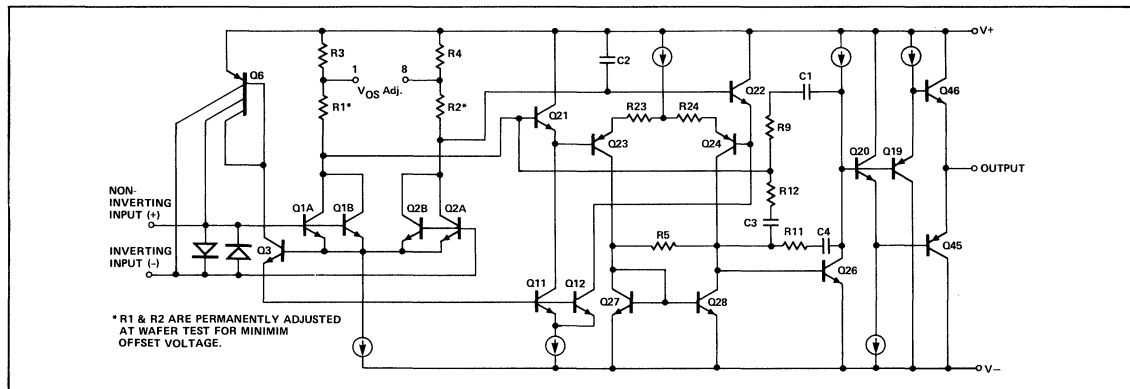 V+
R3
R4
C2
Q6
1
8
V_OS Adj.
Q22
C1
Q46
R1*
R2*
Q21
R23
R24
R9
Q23
Q24
Q20
Q19
OUTPUT
R12
NON-
INVERTING
INPUT (+)
Q1A
Q1B
Q2B
Q2A
C3
INVERTING
INPUT (-)
Q3
R5
R11
C4
Q45
Q26
Q11
Q12
Q27
Q28
* R1 & R2 ARE PERMANENTLY ADJUSTED
AT WAFER TEST FOR MINIMIM
OFFSET VOLTAGE.
V-